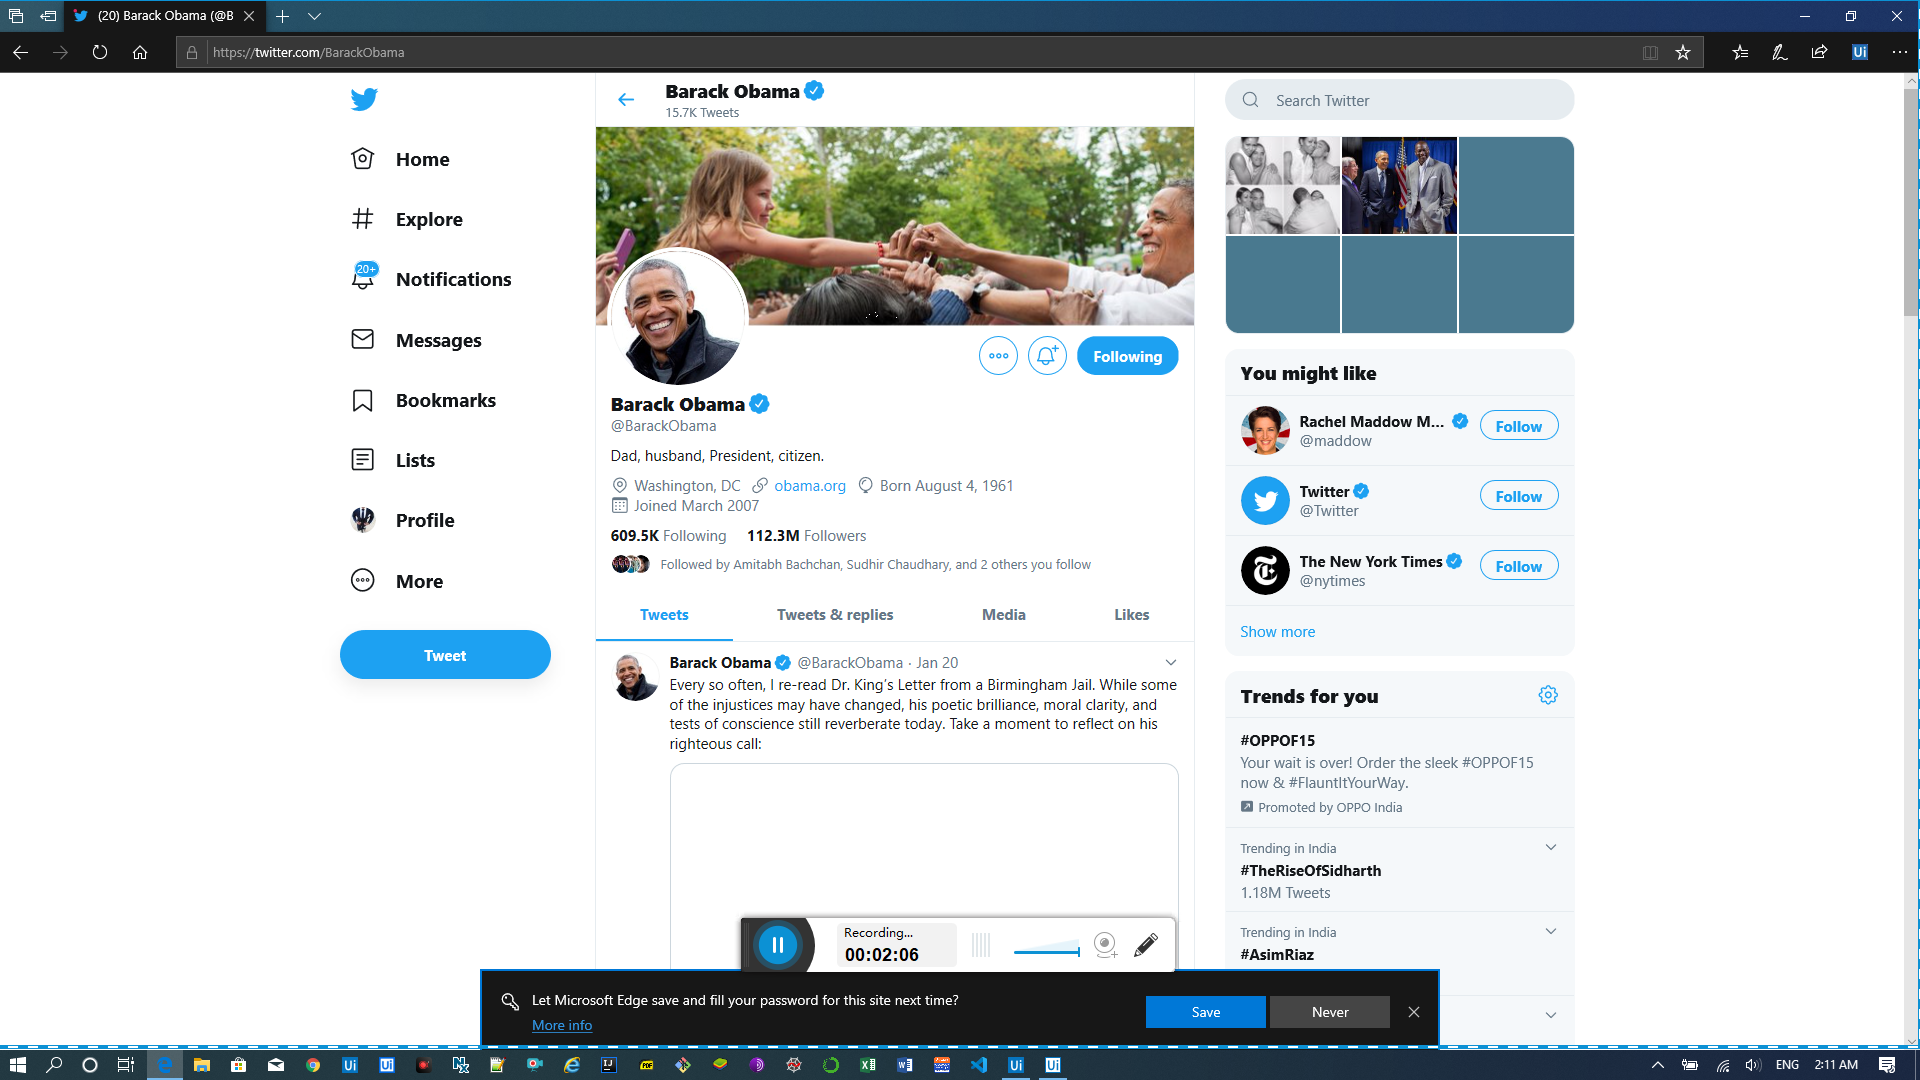 (20) Barack Obama (@B
https://twitter.com/BarackObama
Ui
Home
Explore
20+
Notifications
Messages
Bookmarks
Lists
Profile
More
Tweet
Barack Obama
15.7K Tweets
Following
Barack Obama
@BarackObama
Dad, husband, President, citizen.
Washington, DC obama.org Born August 4, 1961
Joined March 2007
609.5K Following 112.3M Followers
Followed by Amitabh Bachchan, Sudhir Chaudhary, and 2 others you follow
Tweets Tweets & replies Media Likes
Barack Obama @BarackObama · Jan 20
Every so often, I re-read Dr. King’s Letter from a Birmingham Jail. While some
of the injustices may have changed, his poetic brilliance, moral clarity, and
tests of conscience still reverberate today. Take a moment to reflect on his
righteous call:
Search Twitter
You might like
Rachel Maddow M...
@maddow
Follow
Twitter
@Twitter
Follow
The New York Times
@nytimes
Follow
Show more
Trends for you
#OPPOF15
Your wait is over! Order the sleek #OPPOF15
now & #FlauntItYourWay.
Promoted by OPPO India
Trending in India
#TheRiseOfSidharth
1.18M Tweets
Trending in India
#AsimRiaz
Recording...
00:02:06
Let Microsoft Edge save and fill your password for this site next time?
More info
Save
Never
ENG
2:11 AM